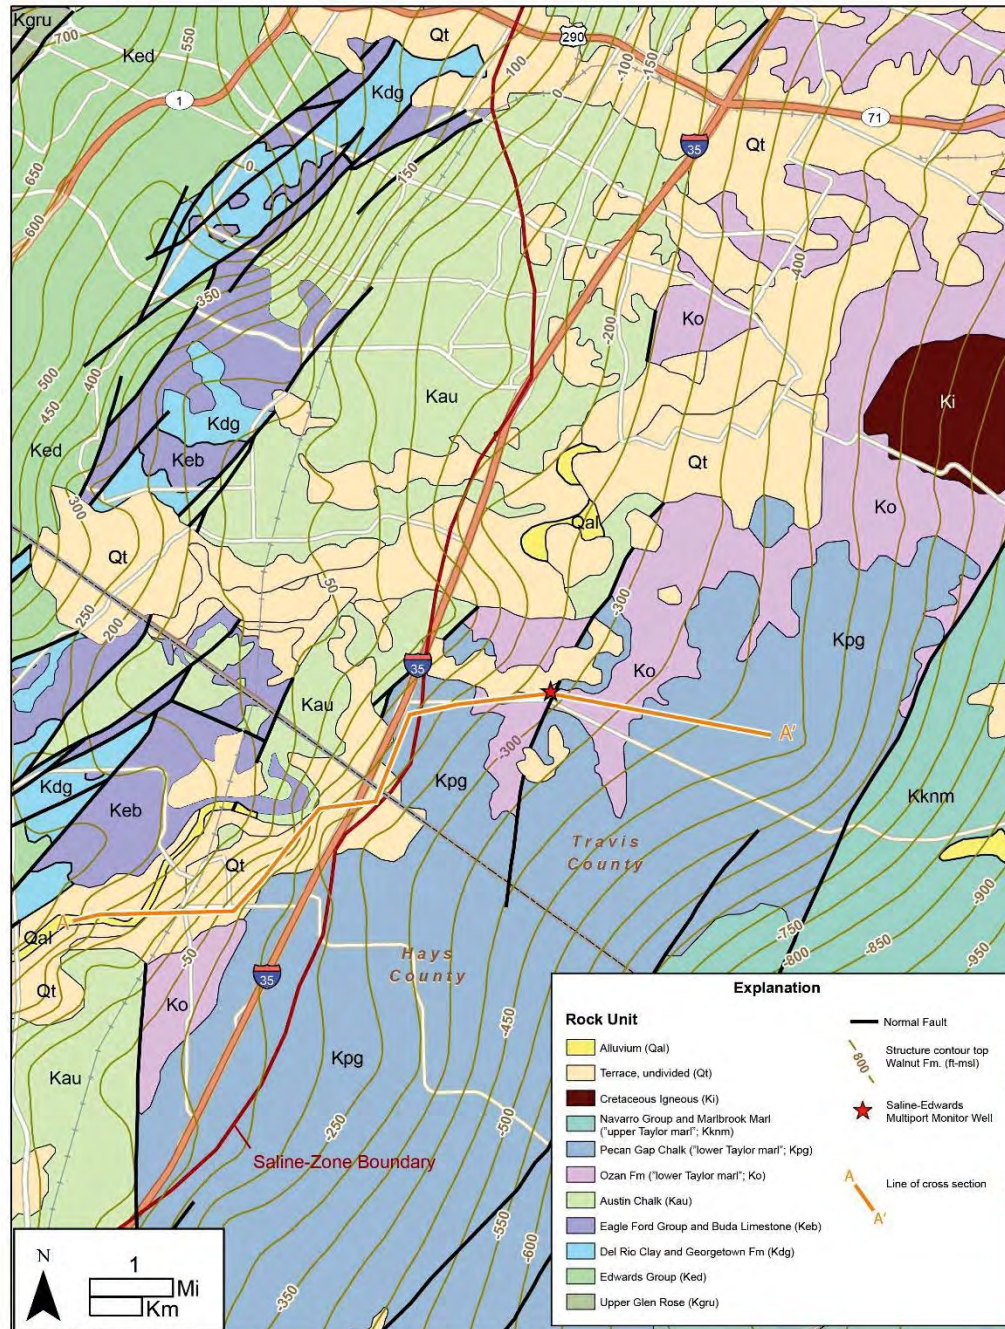 Kgru
700
Ked
550
Qt
290
100
0
-100
-150
1
Kdg
71
35
Qt
650
0
150
600
-400
350
-200
Ko
500
400
Kau
Ki
450
Kdg
Ked
Keb
Qt
300
Ko
Qal
Qt
50
-300
250
200
Kpg
35
Ko
Kau
A'
-300
Kpg
Kdg
Keb
Kknm
Travis
County
Qt
-900
A
-750
-850
-950
Qal
-50
Hays
County
-800
35
Qt
Ko
-450
Kpg
Kau
-250
-500
Saline-Zone Boundary
-550
-600
-350
N
1
Mi
Km
Explanation
Rock Unit
Alluvium (Qal)
Terrace, undivided (Qt)
Cretaceous Igneous (Ki)
Navarro Group and Marlbrook Marl
("upper Taylor marl"; Kknm)
Pecan Gap Chalk ("lower Taylor marl"; Kpg)
Ozan Fm ("lower Taylor marl"; Ko)
Austin Chalk (Kau)
Eagle Ford Group and Buda Limestone (Keb)
Del Rio Clay and Georgetown Fm (Kdg)
Edwards Group (Ked)
Upper Glen Rose (Kgru)
Normal Fault
800
Structure contour top
Walnut Fm. (ft-msl)
Saline-Edwards
Multiport Monitor Well
A
Line of cross section
A'